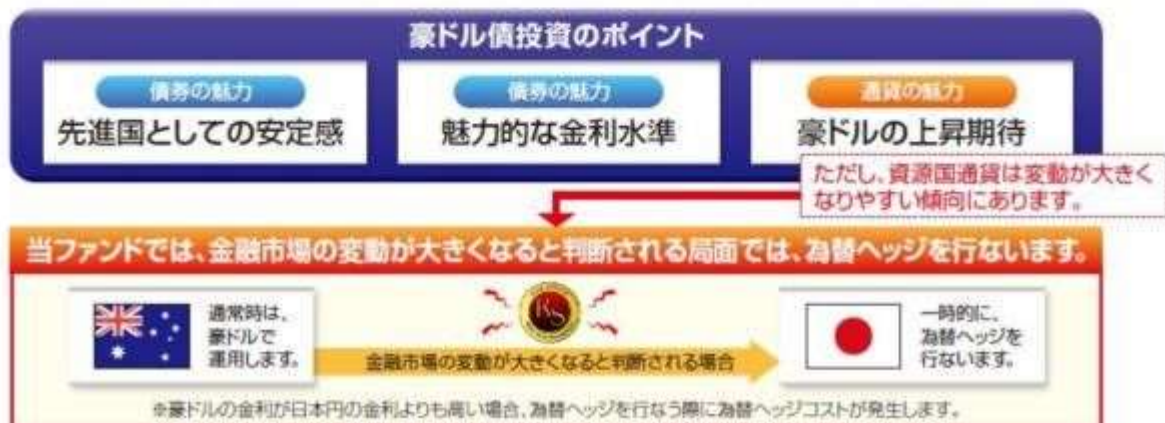 豪ドル債投資のポイント
債券の魅力
先進国としての安定感
債券の魅力
魅力的な金利水準
通貨の魅力
豪ドルの上昇期待
ただし、資源国通貨は変動が大きく
なりやすい傾向にあります。
当ファンドでは、金融市場の変動が大きくなると判断される局面では、為替ヘッジを行ないます。
通常時は、
豪ドルで
運用します。
RS
金融市場の変動が大きくなると判断される場合
一時的に、
為替ヘッジを
行ないます。
※豪ドルの金利が日本円の金利よりも高い場合、為替ヘッジを行なう際に為替ヘッジコストが発生します。